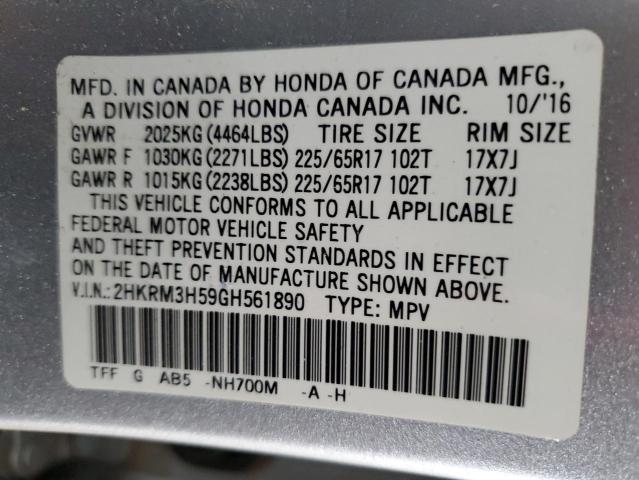 MFD. IN CANADA BY HONDA OF CANADA MFG.,
A DIVISION OF HONDA CANADA INC. 10/'16
GVWR 2025KG (4464LBS) TIRE SIZE RIM SIZE
GAWR F 1030KG (2271LBS) 225/65R17 102T 17X7J
GAWR R 1015KG (2238LBS) 225/65R17 102T 17X7J
THIS VEHICLE CONFORMS TO ALL APPLICABLE
FEDERAL MOTOR VEHICLE SAFETY
AND THEFT PREVENTION STANDARDS IN EFFECT
ON THE DATE OF MANUFACTURE SHOWN ABOVE.
V.I.N.: 2HKRM3H59GH561890 TYPE: MPV
TFF G AB5 -NH700M -A -H